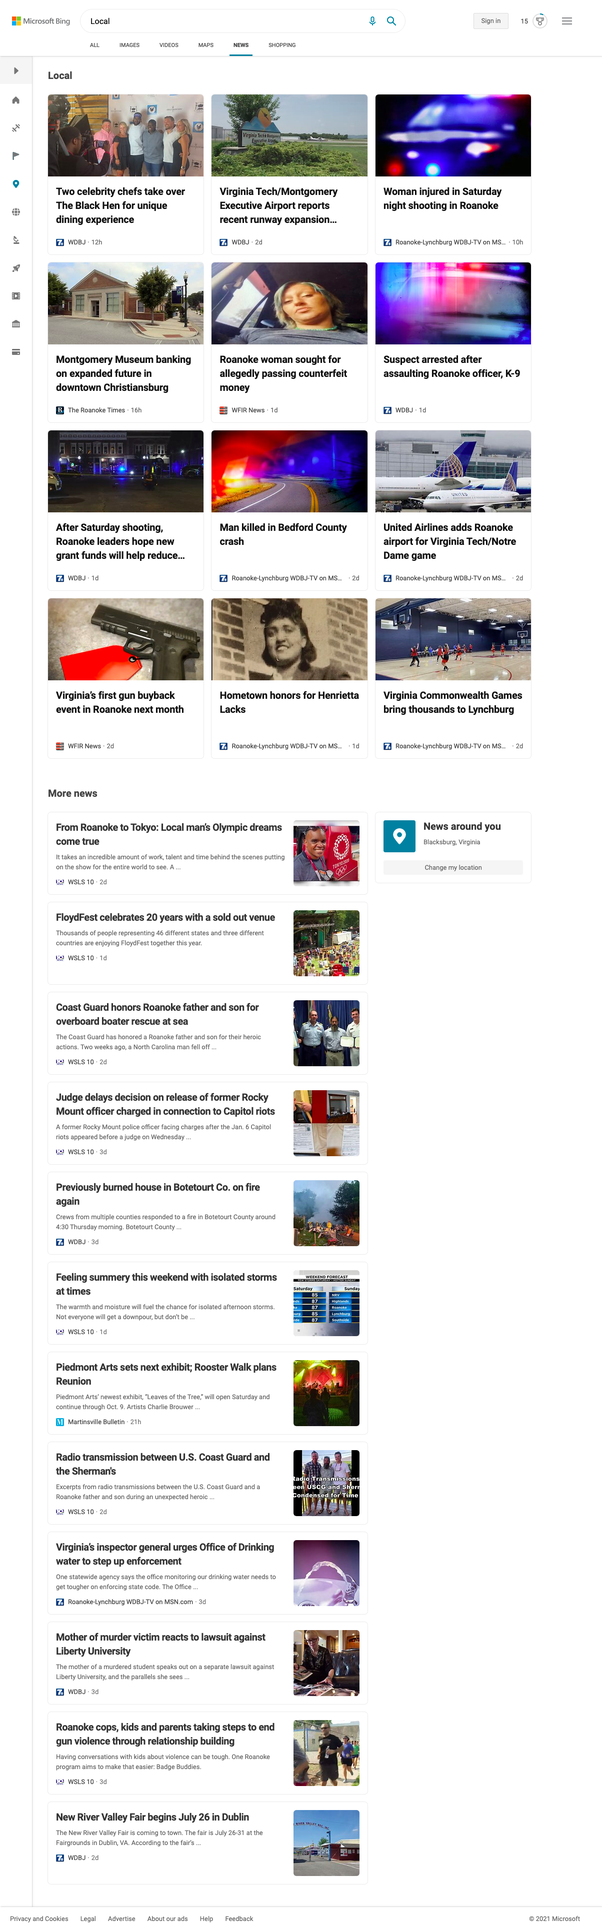 Microsoft Bing
Local
Sign in
15
ALL
IMAGES
VIDEOS
MAPS
NEWS
SHOPPING
Local
Two celebrity chefs take over
The Black Hen for unique
dining experience
WDBJ · 12h
Virginia Tech/Montgomery
Executive Airport reports
recent runway expansion...
WDBJ · 2d
Woman injured in Saturday
night shooting in Roanoke
Roanoke-Lynchburg WDBJ-TV on MS... · 10h
Montgomery Museum banking
on expanded future in
downtown Christiansburg
The Roanoke Times · 16h
Roanoke woman sought for
allegedly passing counterfeit
money
WFIR News · 1d
Suspect arrested after
assaulting Roanoke officer, K-9
WDBJ · 1d
After Saturday shooting,
Roanoke leaders hope new
grant funds will help reduce...
WDBJ · 1d
Man killed in Bedford County
crash
Roanoke-Lynchburg WDBJ-TV on MS... · 2d
UNITED
United Airlines adds Roanoke
airport for Virginia Tech/Notre
Dame game
Roanoke-Lynchburg WDBJ-TV on MS... · 2d
Virginia's first gun buyback
event in Roanoke next month
WFIR News · 2d
Hometown honors for Henrietta
Lacks
Roanoke-Lynchburg WDBJ-TV on MS... · 1d
Virginia Commonwealth Games
bring thousands to Lynchburg
Roanoke-Lynchburg WDBJ-TV on MS... · 2d
More news
From Roanoke to Tokyo: Local man's Olympic dreams
come true
It takes an incredible amount of work, talent and time behind the scenes putting
on the show for the entire world to see. A ...
WSLS 10 · 2d
News around you
Blacksburg, Virginia
Change my location
FloydFest celebrates 20 years with a sold out venue
Thousands of people representing 46 different states and three different
countries are enjoying FloydFest together this year.
WSLS 10 · 1d
Coast Guard honors Roanoke father and son for
overboard boater rescue at sea
The Coast Guard has honored a Roanoke father and son for their heroic
actions. Two weeks ago, a North Carolina man fell off ...
WSLS 10 · 2d
Judge delays decision on release of former Rocky
Mount officer charged in connection to Capitol riots
A former Rocky Mount police officer facing charges after the Jan. 6 Capitol
riots appeared before a judge on Wednesday ...
WSLS 10 · 3d
Previously burned house in Botetourt Co. on fire
again
Crews from multiple counties responded to a fire in Botetourt County around
4:30 Thursday morning. Botetourt County ...
WDBJ · 3d
Feeling summery this weekend with isolated storms
at times
The warmth and moisture will fuel the chance for isolated afternoon storms.
Not everyone will get a downpour, but don't be ...
WSLS 10 · 1d
WEEKEND FORECAST
Saturday
Sunday
Piedmont Arts sets next exhibit; Rooster Walk plans
Reunion
Piedmont Arts' newest exhibit, "Leaves of the Tree," will open Saturday and
continue through Oct. 9. Artists Charlie Brouwer ...
Martinsville Bulletin · 21h
Radio transmission between U.S. Coast Guard and
the Sherman's
Excerpts from radio transmissions between the U.S. Coast Guard and a
Roanoke father and son during an unexpected heroic ...
WSLS 10 · 2d
adio Transmissions
een USCG and Sherr
Condensed for Time
Virginia's inspector general urges Office of Drinking
water to step up enforcement
One statewide agency says the office monitoring our drinking water needs to
get tougher on enforcing state code. The Office ...
Roanoke-Lynchburg WDBJ-TV on MSN.com · 3d
Mother of murder victim reacts to lawsuit against
Liberty University
The mother of a murdered student speaks out on a separate lawsuit against
Liberty University, and the parallels she sees ...
WDBJ · 3d
Roanoke cops, kids and parents taking steps to end
gun violence through relationship building
Having conversations with kids about violence can be tough. One Roanoke
program aims to make that easier: Badge Buddies.
WSLS 10 · 3d
New River Valley Fair begins July 26 in Dublin
The New River Valley Fair is coming to town. The fair is July 26-31 at the
Fairgrounds in Dublin, VA. According to the fair's ...
WDBJ · 2d
Privacy and Cookies
Legal
Advertise
About our ads
Help
Feedback
© 2021 Microsoft